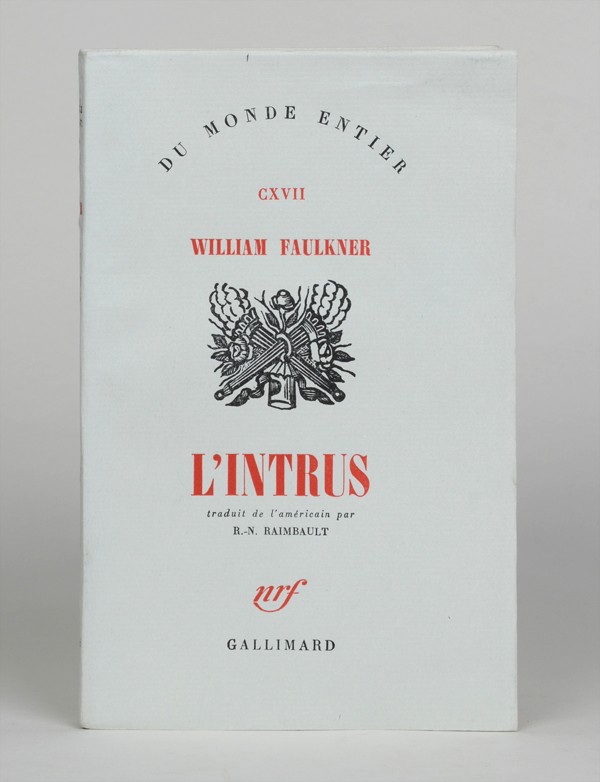 DU MONDE ENTIER
CXVII
WILLIAM FAULKNER
L'INTRUS
traduit de l'américain par
R.-N. RAIMBAULT
nrf
GALLIMARD